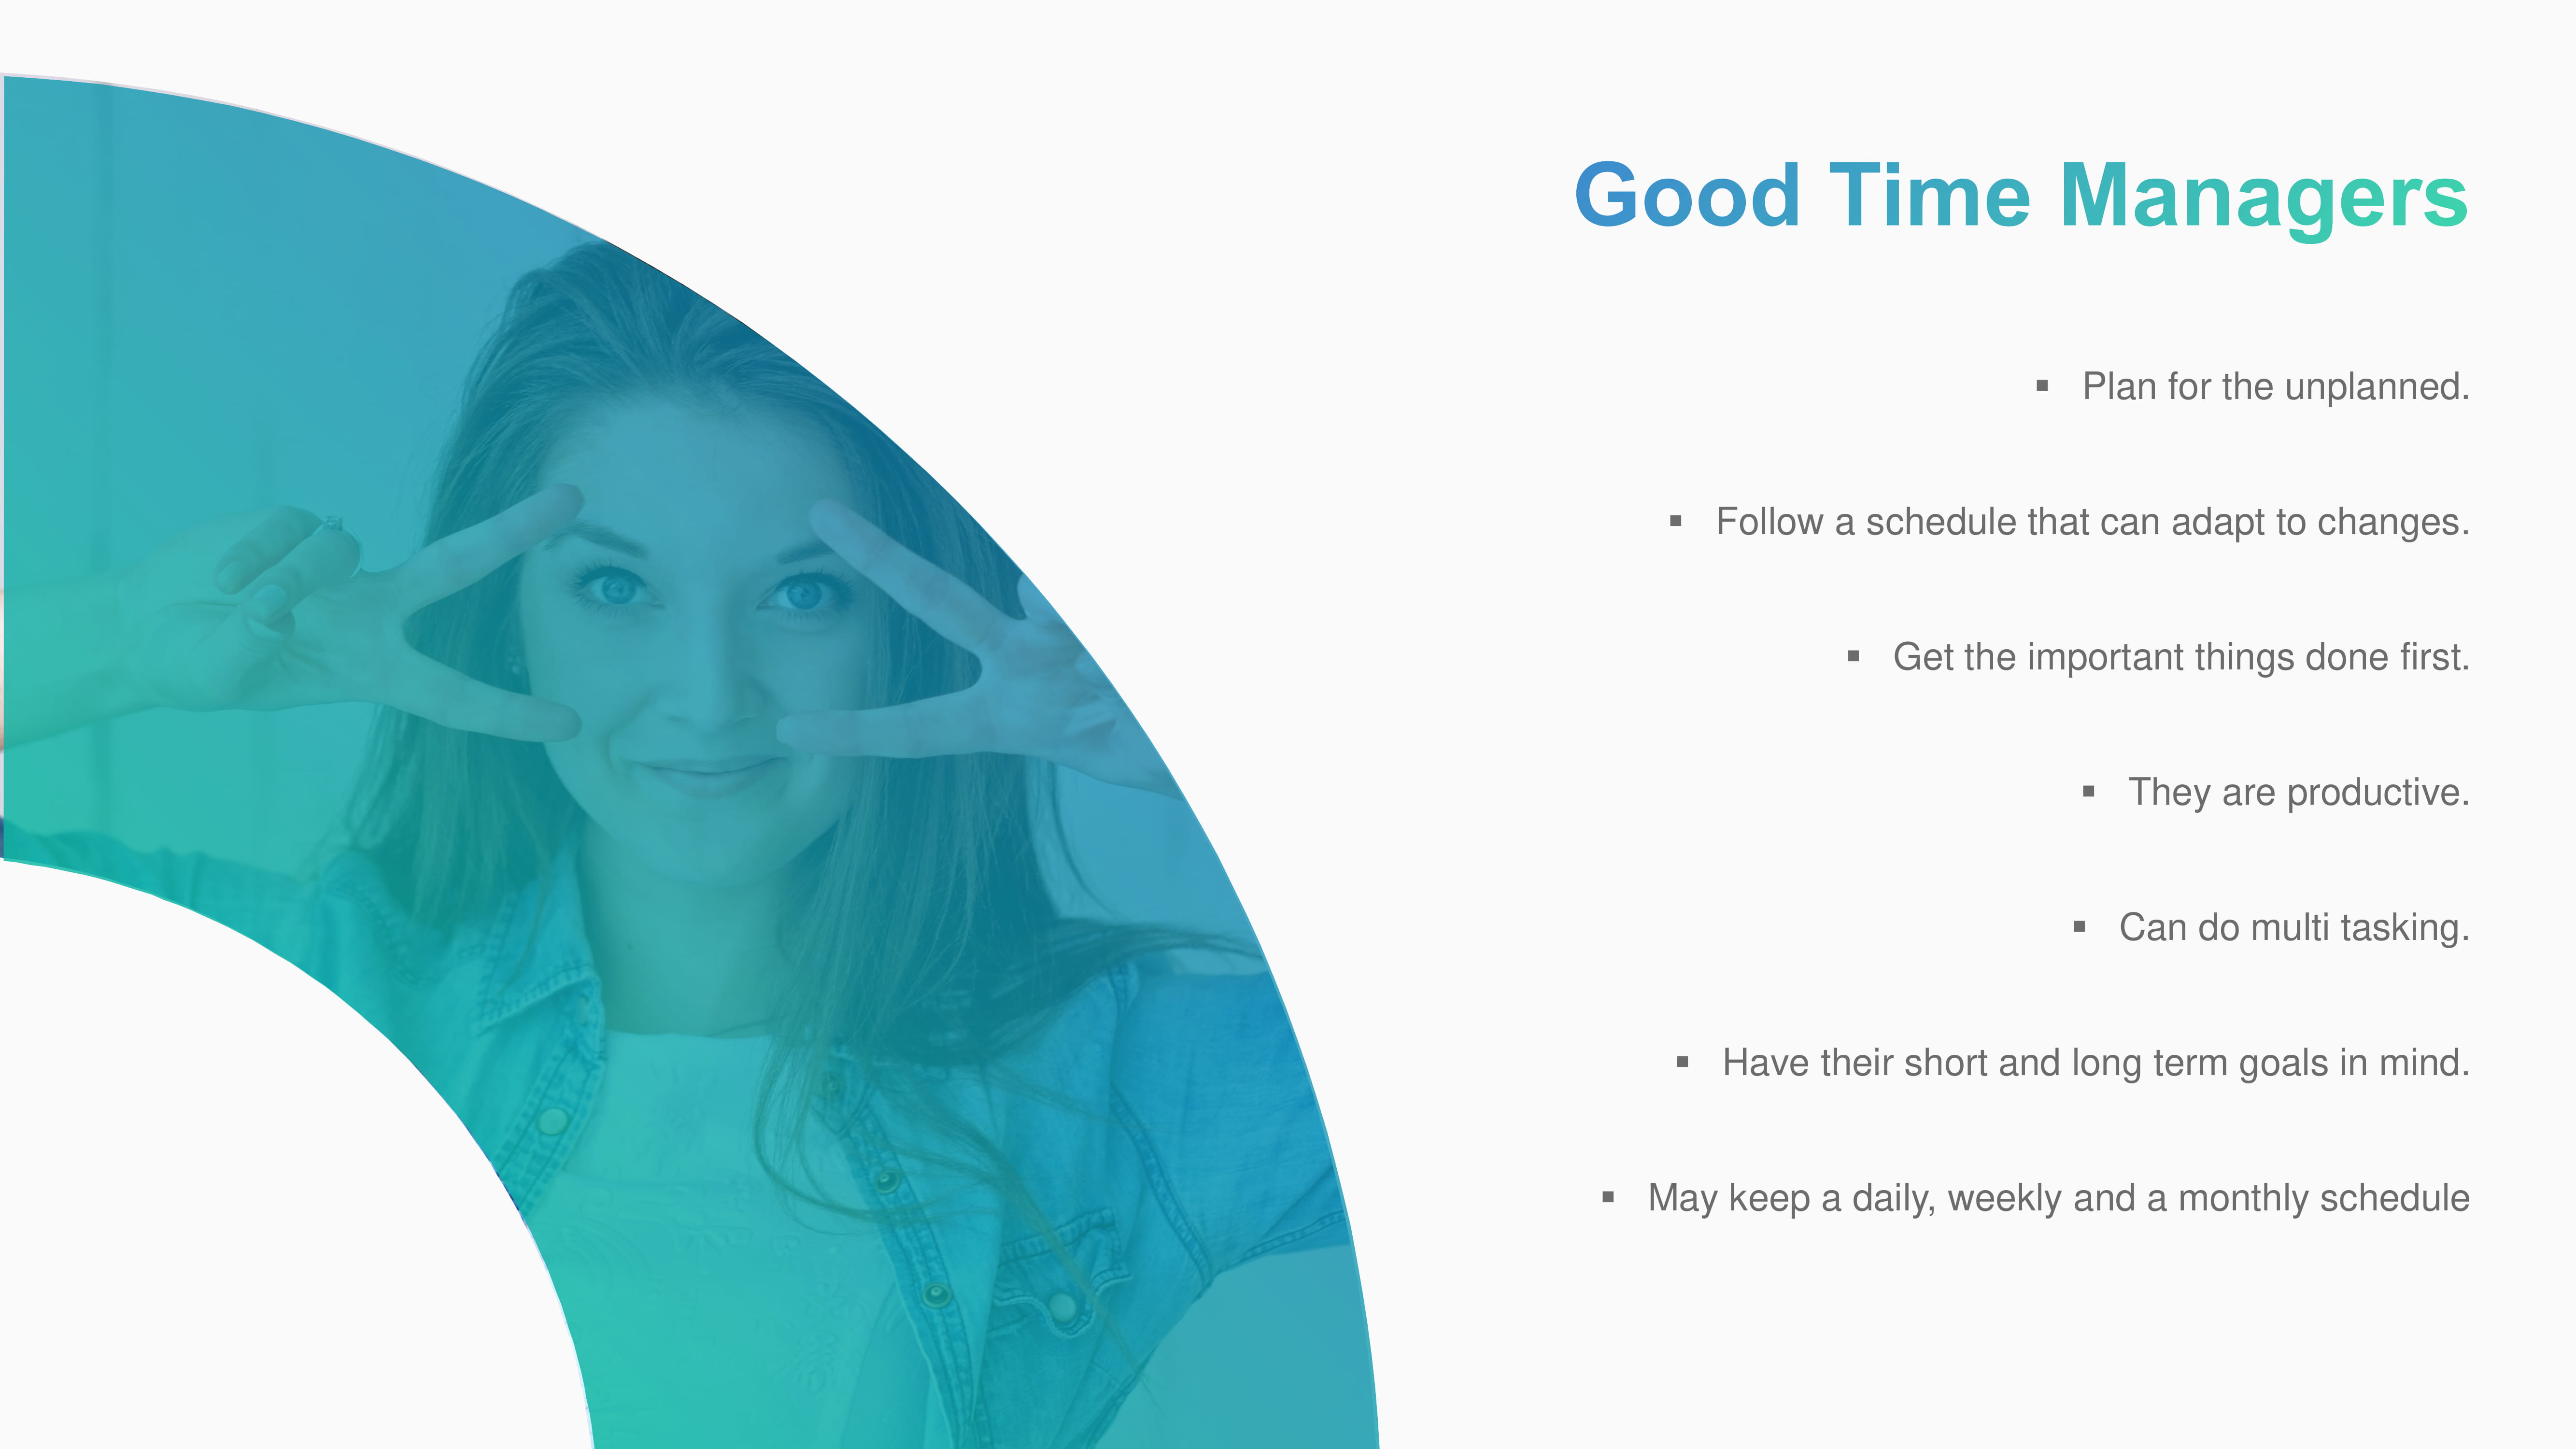 Good Time Managers
▪ Plan for the unplanned.
▪ Follow a schedule that can adapt to changes.
▪ Get the important things done first.
▪ They are productive.
▪ Can do multi tasking.
▪ Have their short and long term goals in mind.
▪ May keep a daily, weekly and a monthly schedule